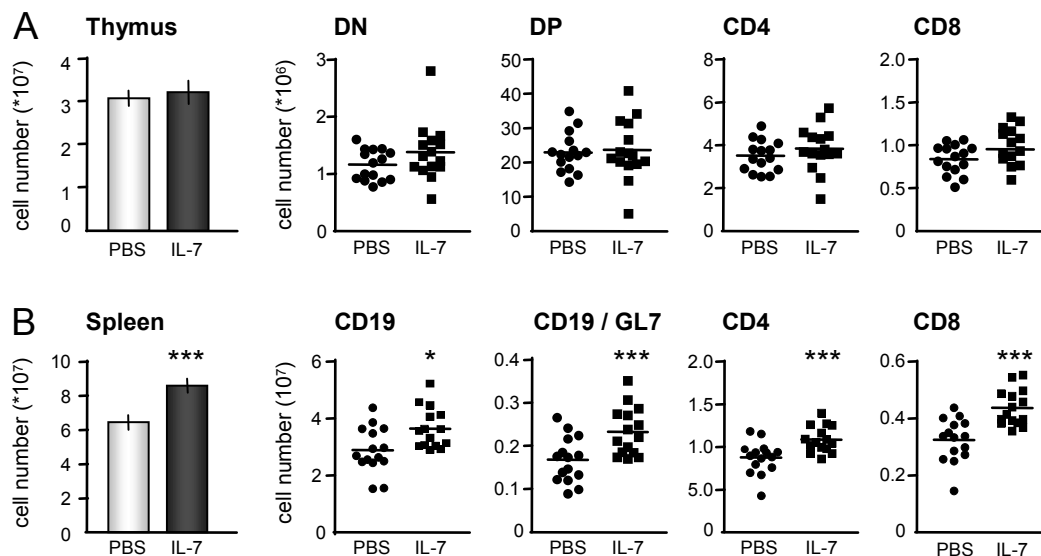 A
Thymus
DN
DP
CD4
CD8
cell number (*10⁷)
4
3
2
1
0
PBS
IL-7
cell number (*10⁶)
3
2
1
0
PBS
IL-7
50
40
30
20
10
0
PBS
IL-7
8
6
4
2
0
PBS
IL-7
1.0
2.0
1.0
0.5
0
PBS
IL-7
B
Spleen
CD19
CD19 / GL7
CD4
CD8
cell number (*10⁷)
10
8
6
4
2
0
***
PBS
IL-7
cell number (10⁷)
6
4
2
0
*
PBS
IL-7
0.4
0.3
0.2
0.1
0
***
PBS
IL-7
2.0
1.5
1.0
5.0
0
***
PBS
IL-7
0.6
0.4
0.2
0
***
PBS
IL-7